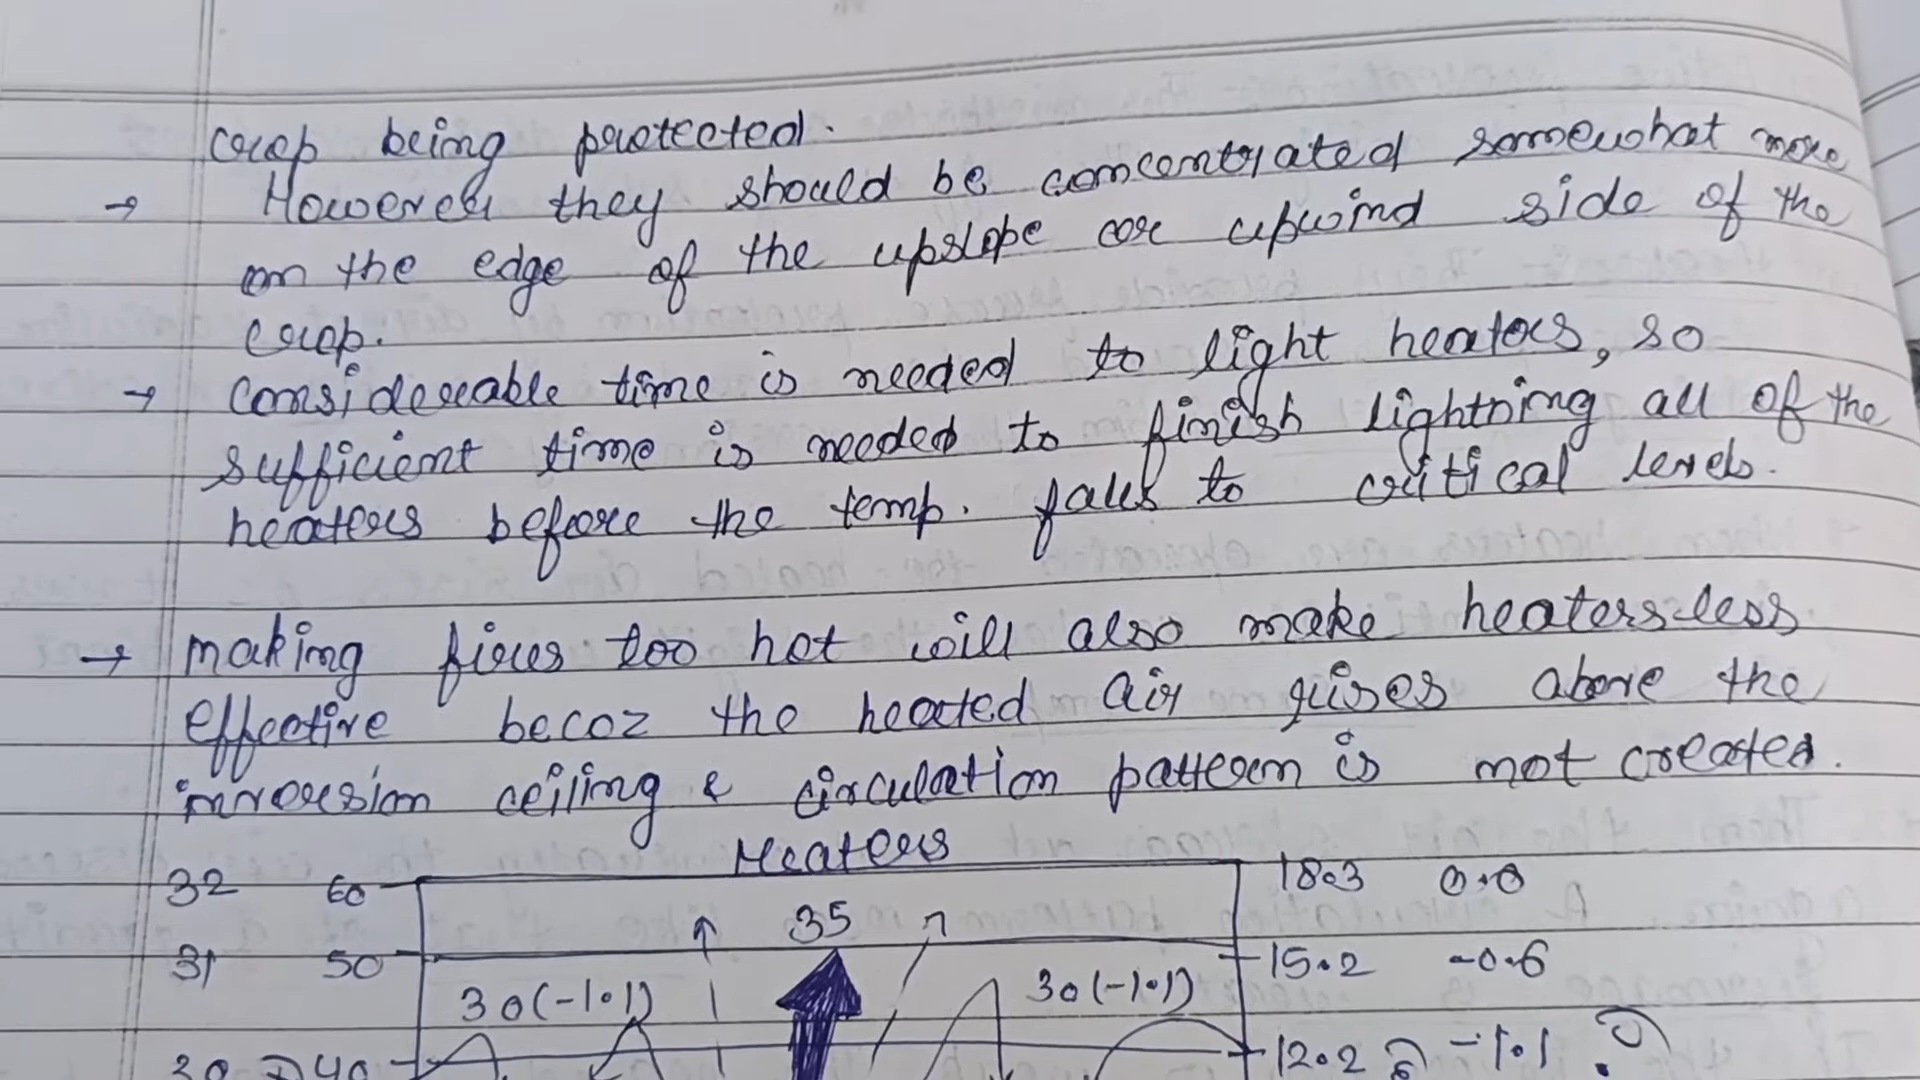 crop being protected.
→ However they should be concentrated somewhat more
on the edge of the upslope or upwind side of the
crop.
→ considerable time is needed to light heaters, so
sufficient time is needed to finish lightning all of the
heaters before the temp. falls to critical levels.
→ making fires too hot will also make heaters less
effective becoz the heated air rises above the
inversion ceiling & circulation pattern is not created.
Heaters
32 60 18.3 0.0
35
31 50 15.2 -0.6
30(-1.1) 30(-1.1)
30 40 12.2 -1.1